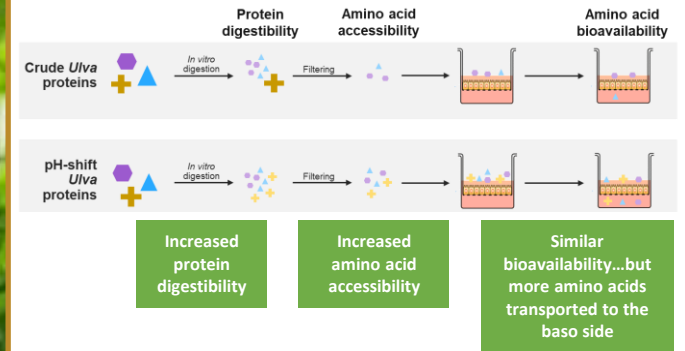 Protein
digestibility
Amino acid
accessibility
Amino acid
bioavailability
Crude Ulva
proteins
In vitro
digestion
Filtering
pH-shift
Ulva
proteins
In vitro
digestion
Filtering
Increased
protein
digestibility
Increased
amino acid
accessibility
Similar
bioavailability...but
more amino acids
transported to the
baso side